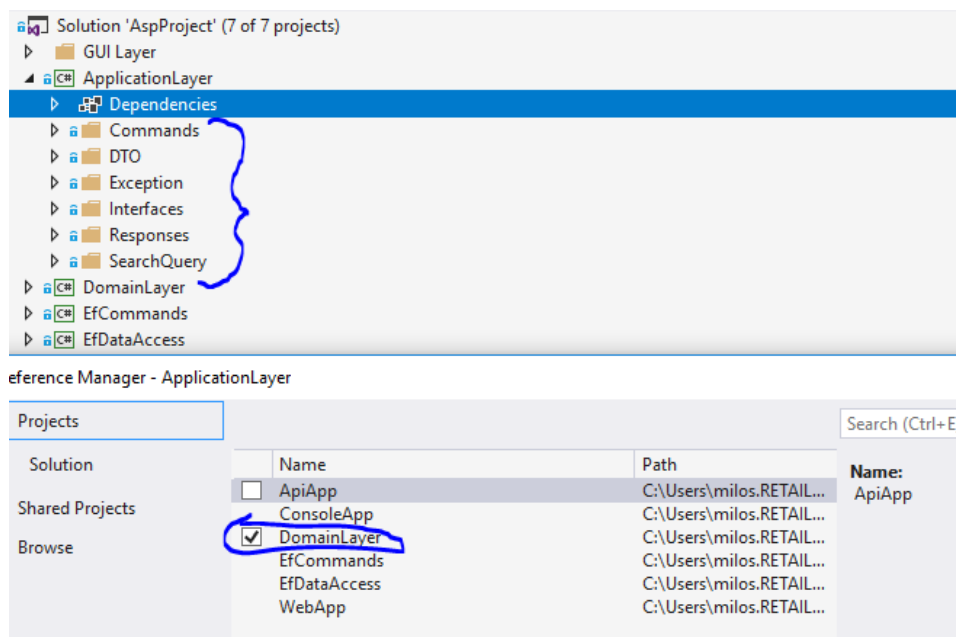 Solution 'AspProject' (7 of 7 projects)
GUI Layer
C# ApplicationLayer
Dependencies
Commands
DTO
Exception
Interfaces
Responses
SearchQuery
C# DomainLayer
C# EfCommands
C# EfDataAccess
eference Manager - ApplicationLayer
Projects
Search (Ctrl+E
Solution
Name
Path
Name:
ApiApp
C:\Users\milos.RETAIL...
ApiApp
Shared Projects
ConsoleApp
C:\Users\milos.RETAIL...
DomainLayer
C:\Users\milos.RETAIL...
Browse
EfCommands
C:\Users\milos.RETAIL...
EfDataAccess
C:\Users\milos.RETAIL...
WebApp
C:\Users\milos.RETAIL...